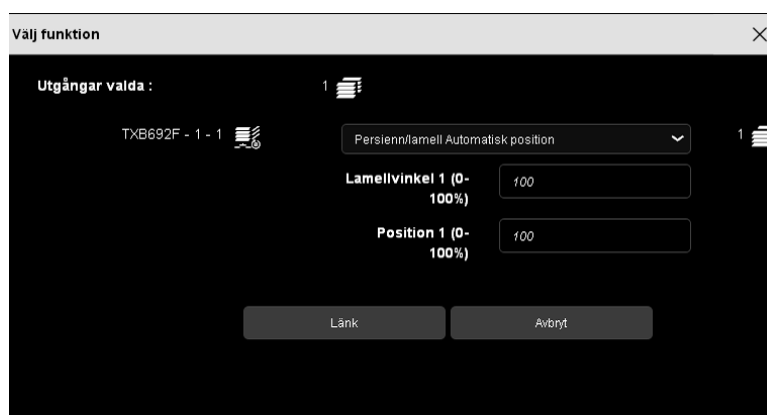 Välj funktion
Utgångar valda :
1
TXB692F - 1 - 1
Persienn/lamell Automatisk position
1
Lamellvinkel 1 (0-
100%)
100
Position 1 (0-
100%)
100
Länk
Avbryt